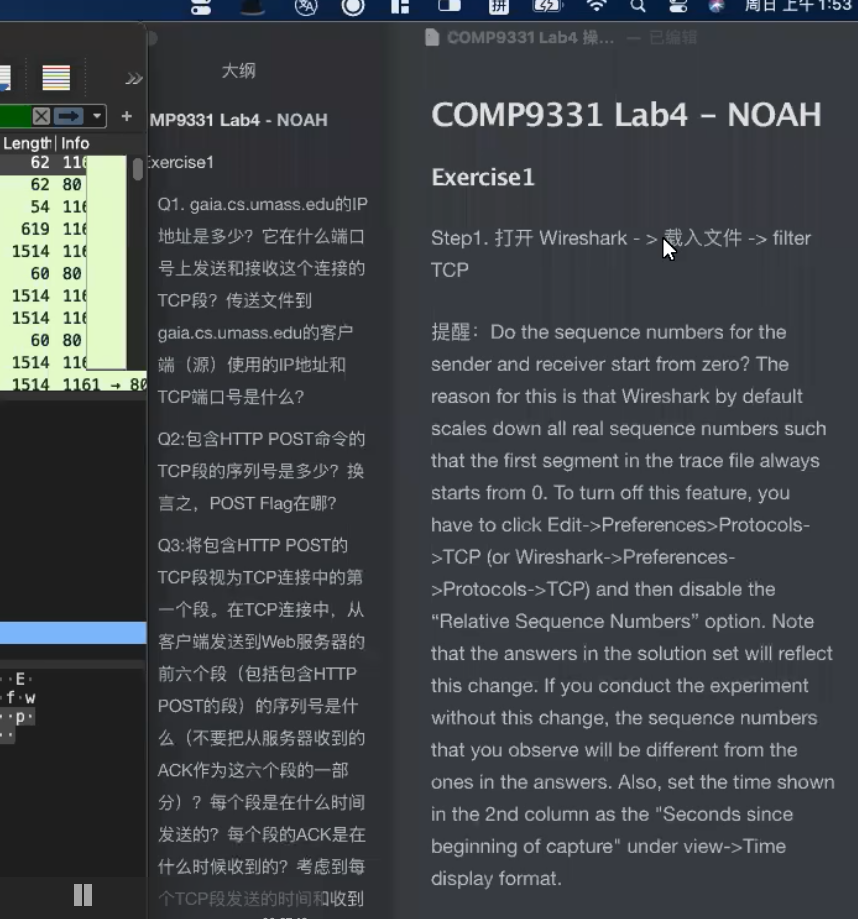 周日 上午1:53
COMP9331 Lab4 操... — 已编辑
大纲
Length Info
62 116
62 80
54 116
619 116
1514 116
60 80
1514 116
1514 116
60 80
1514 116
1514 1161 → 80
··E·
f·w
··p·
··
MP9331 Lab4 - NOAH
Exercise1
Q1. gaia.cs.umass.edu的IP
地址是多少？它在什么端口
号上发送和接收这个连接的
TCP段？传送文件到
gaia.cs.umass.edu的客户
端（源）使用的IP地址和
TCP端口号是什么?
Q2:包含HTTP POST命令的
TCP段的序列号是多少？换
言之，POST Flag在哪?
Q3:将包含HTTP POST的
TCP段视为TCP连接中的第
一个段。在TCP连接中，从
客户端发送到Web服务器的
前六个段（包括包含HTTP
POST的段）的序列号是什
么（不要把从服务器收到的
ACK作为这六个段的一部
分）？每个段是在什么时间
发送的？每个段的ACK是在
什么时候收到的？考虑到每
个TCP段发送的时间和收到
COMP9331 Lab4 – NOAH
Exercise1
Step1. 打开 Wireshark - > 载入文件 -> filter
TCP
提醒：Do the sequence numbers for the
sender and receiver start from zero? The
reason for this is that Wireshark by default
scales down all real sequence numbers such
that the first segment in the trace file always
starts from 0. To turn off this feature, you
have to click Edit->Preferences>Protocols-
>TCP (or Wireshark->Preferences-
>Protocols->TCP) and then disable the
“Relative Sequence Numbers” option. Note
that the answers in the solution set will reflect
this change. If you conduct the experiment
without this change, the sequence numbers
that you observe will be different from the
ones in the answers. Also, set the time shown
in the 2nd column as the "Seconds since
beginning of capture" under view->Time
display format.